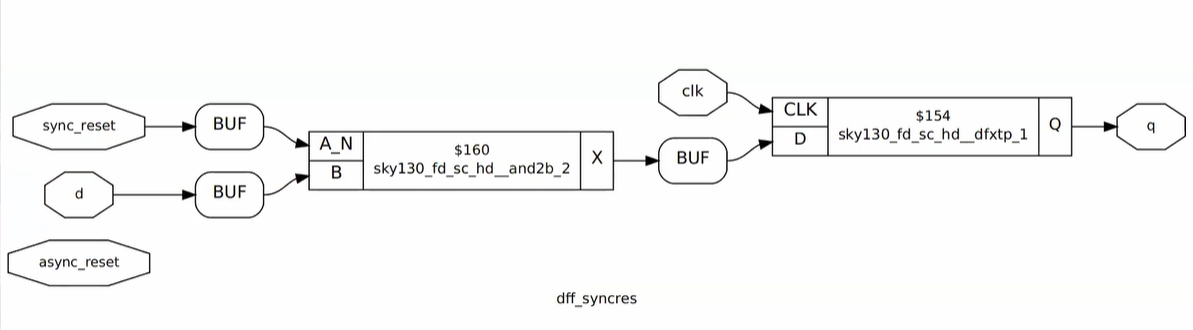 sync_reset
BUF
d
BUF
async_reset
A_N
B
$160
sky130_fd_sc_hd__and2b_2
X
clk
BUF
CLK
D
$154
sky130_fd_sc_hd__dfxtp_1
Q
q
dff_syncres